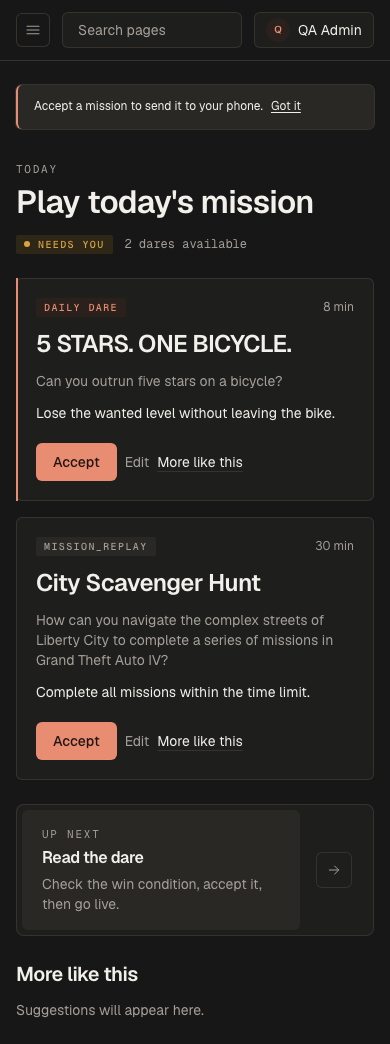 Search pages
Q
QA Admin
Accept a mission to send it to your phone. Got it
TODAY
Play today's mission
NEEDS YOU
2 dares available
DAILY DARE
8 min
5 STARS. ONE BICYCLE.
Can you outrun five stars on a bicycle?
Lose the wanted level without leaving the bike.
Accept Edit More like this
MISSION_REPLAY
30 min
City Scavenger Hunt
How can you navigate the complex streets of
Liberty City to complete a series of missions in
Grand Theft Auto IV?
Complete all missions within the time limit.
Accept Edit More like this
UP NEXT
Read the dare
Check the win condition, accept it,
then go live.
More like this
Suggestions will appear here.